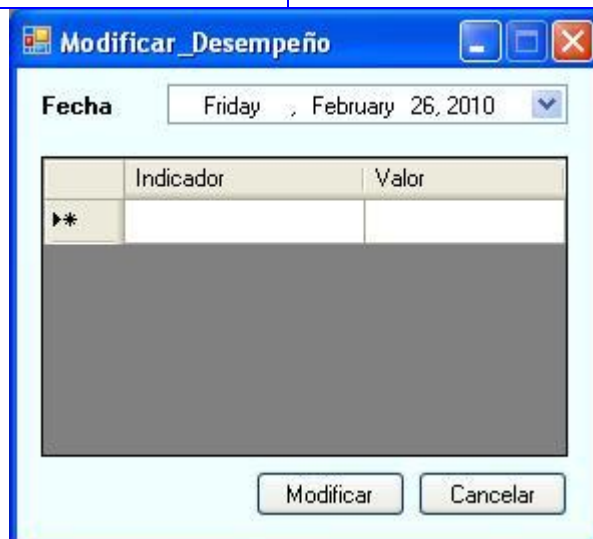 Modificar_Desempeño
Fecha Friday , February 26, 2010
Indicador Valor
Modificar Cancelar